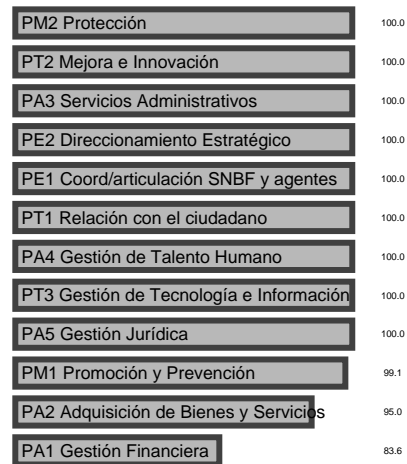 PM2 Protección 100.0
PT2 Mejora e Innovación 100.0
PA3 Servicios Administrativos 100.0
PE2 Direccionamiento Estratégico 100.0
PE1 Coord/articulación SNBF y agentes 100.0
PT1 Relación con el ciudadano 100.0
PA4 Gestión de Talento Humano 100.0
PT3 Gestión de Tecnología e Información 100.0
PA5 Gestión Jurídica 100.0
PM1 Promoción y Prevención 99.1
PA2 Adquisición de Bienes y Servicios 95.0
PA1 Gestión Financiera 83.6